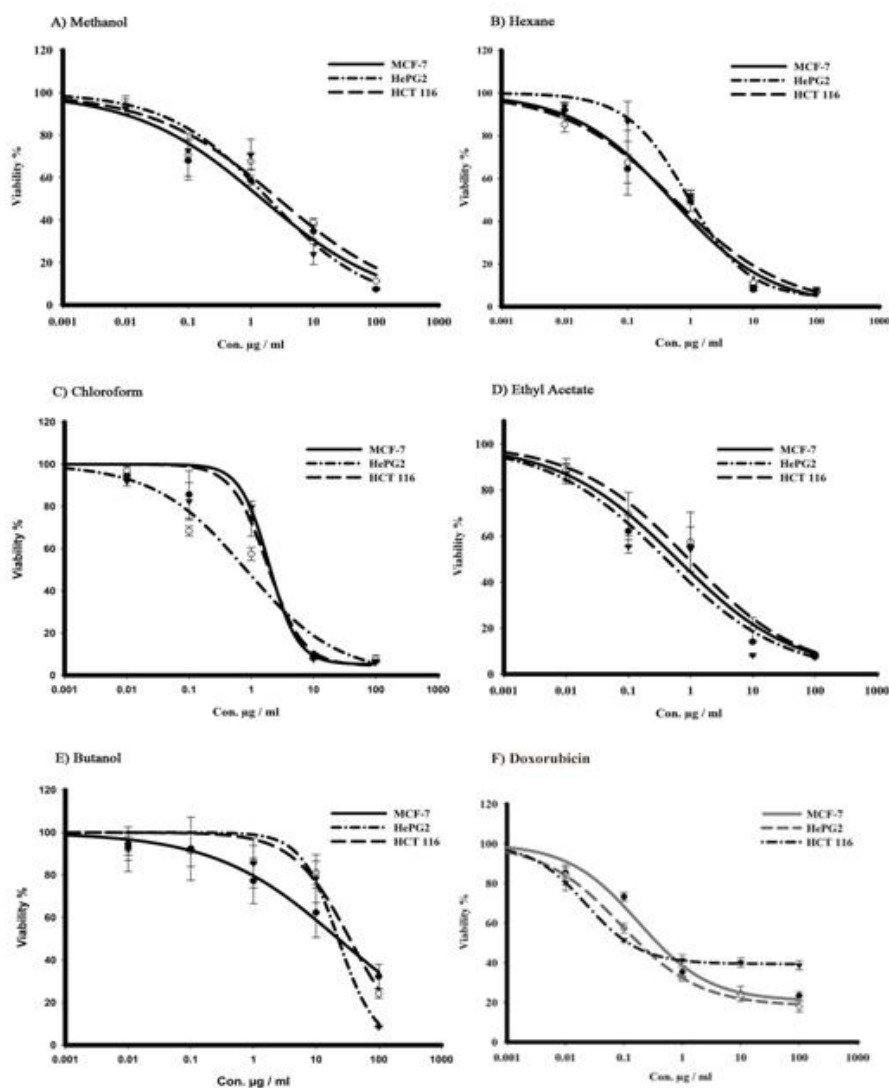 A) Methanol
120
100
80
60
40
20
0
Viability %
0.001 0.01 0.1 1 10 100 1000
Con. µg / ml
MCF-7
HePG2
HCT 116
B) Hexane
120
100
80
60
40
20
0
Viability %
0.001 0.01 0.1 1 10 100 1000
Con. µg / ml
MCF-7
HePG2
HCT 116
C) Chloroform
120
100
80
60
40
20
0
Viability %
0.001 0.01 0.1 1 10 100 1000
Con. µg / ml
MCF-7
HePG2
HCT 116
D) Ethyl Acetate
100
80
60
40
20
0
Viability %
0.001 0.01 0.1 1 10 100 1000
Con. µg / ml
MCF-7
HePG2
HCT 116
E) Butanol
120
100
80
60
40
20
0
Viability %
0.001 0.01 0.1 1 10 100 1000
Con. µg / ml
MCF-7
HePG2
HCT 116
F) Doxorubicin
120
100
80
60
40
20
0
Viability %
0.001 0.01 0.1 1 10 100 1000
Con. µg / ml
MCF-7
HePG2
HCT 116